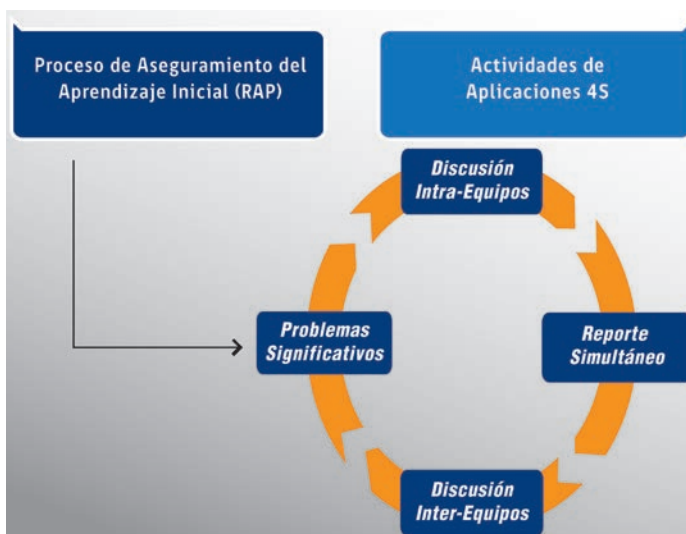 Proceso de Aseguramiento del
Aprendizaje Inicial (RAP)
Actividades de
Aplicaciones 4S
Discusión
Intra-Equipos
Problemas
Significativos
Reporte
Simultáneo
Discusión
Inter-Equipos